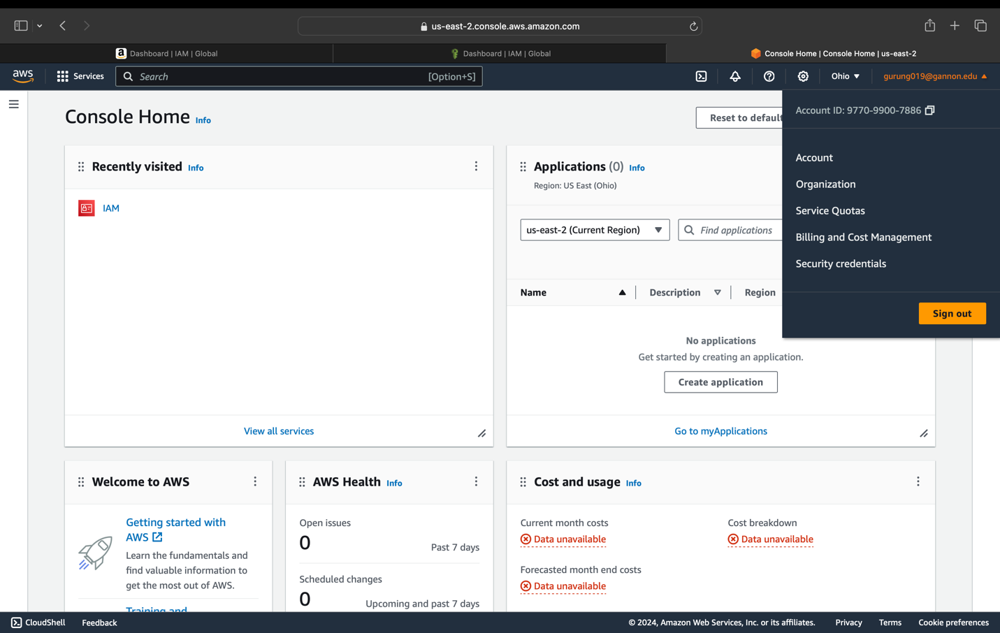 us-east-2.console.aws.amazon.com
a Dashboard | IAM | Global
Dashboard | IAM | Global
Console Home | Console Home | us-east-2
aws
Services
Search
[Option+S]
Ohio
gurung019@gannon.edu
Account ID: 9770-9900-7886
Account
Organization
Service Quotas
Billing and Cost Management
Security credentials
Sign out
Console Home Info
Reset to default
Recently visited Info
IAM
View all services
Applications (0) Info
Region: US East (Ohio)
us-east-2 (Current Region)
Find applications
Name
Description
Region
No applications
Get started by creating an application.
Create application
Go to myApplications
Welcome to AWS
Getting started with
AWS
Learn the fundamentals and
find valuable information to
get the most out of AWS.
Training and
AWS Health Info
Open issues
0
Past 7 days
Scheduled changes
0
Upcoming and past 7 days
Cost and usage Info
Current month costs
Data unavailable
Cost breakdown
Data unavailable
Forecasted month end costs
Data unavailable
CloudShell
Feedback
© 2024, Amazon Web Services, Inc. or its affiliates.
Privacy
Terms
Cookie preferences